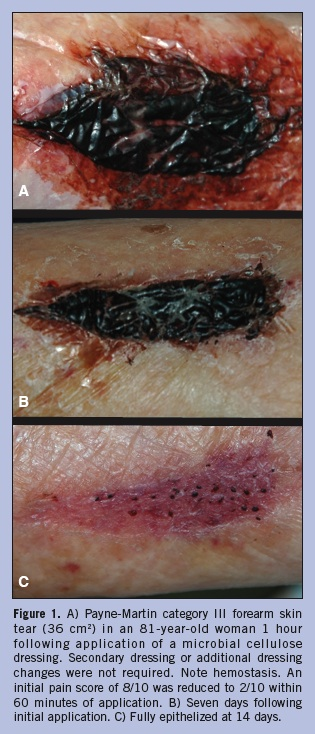 A
B
C
Figure 1. A) Payne-Martin category III forearm skin
tear (36 cm²) in an 81-year-old woman 1 hour
following application of a microbial cellulose
dressing. Secondary dressing or additional dressing
changes were not required. Note hemostasis. An
initial pain score of 8/10 was reduced to 2/10 within
60 minutes of application. B) Seven days following
initial application. C) Fully epithelized at 14 days.